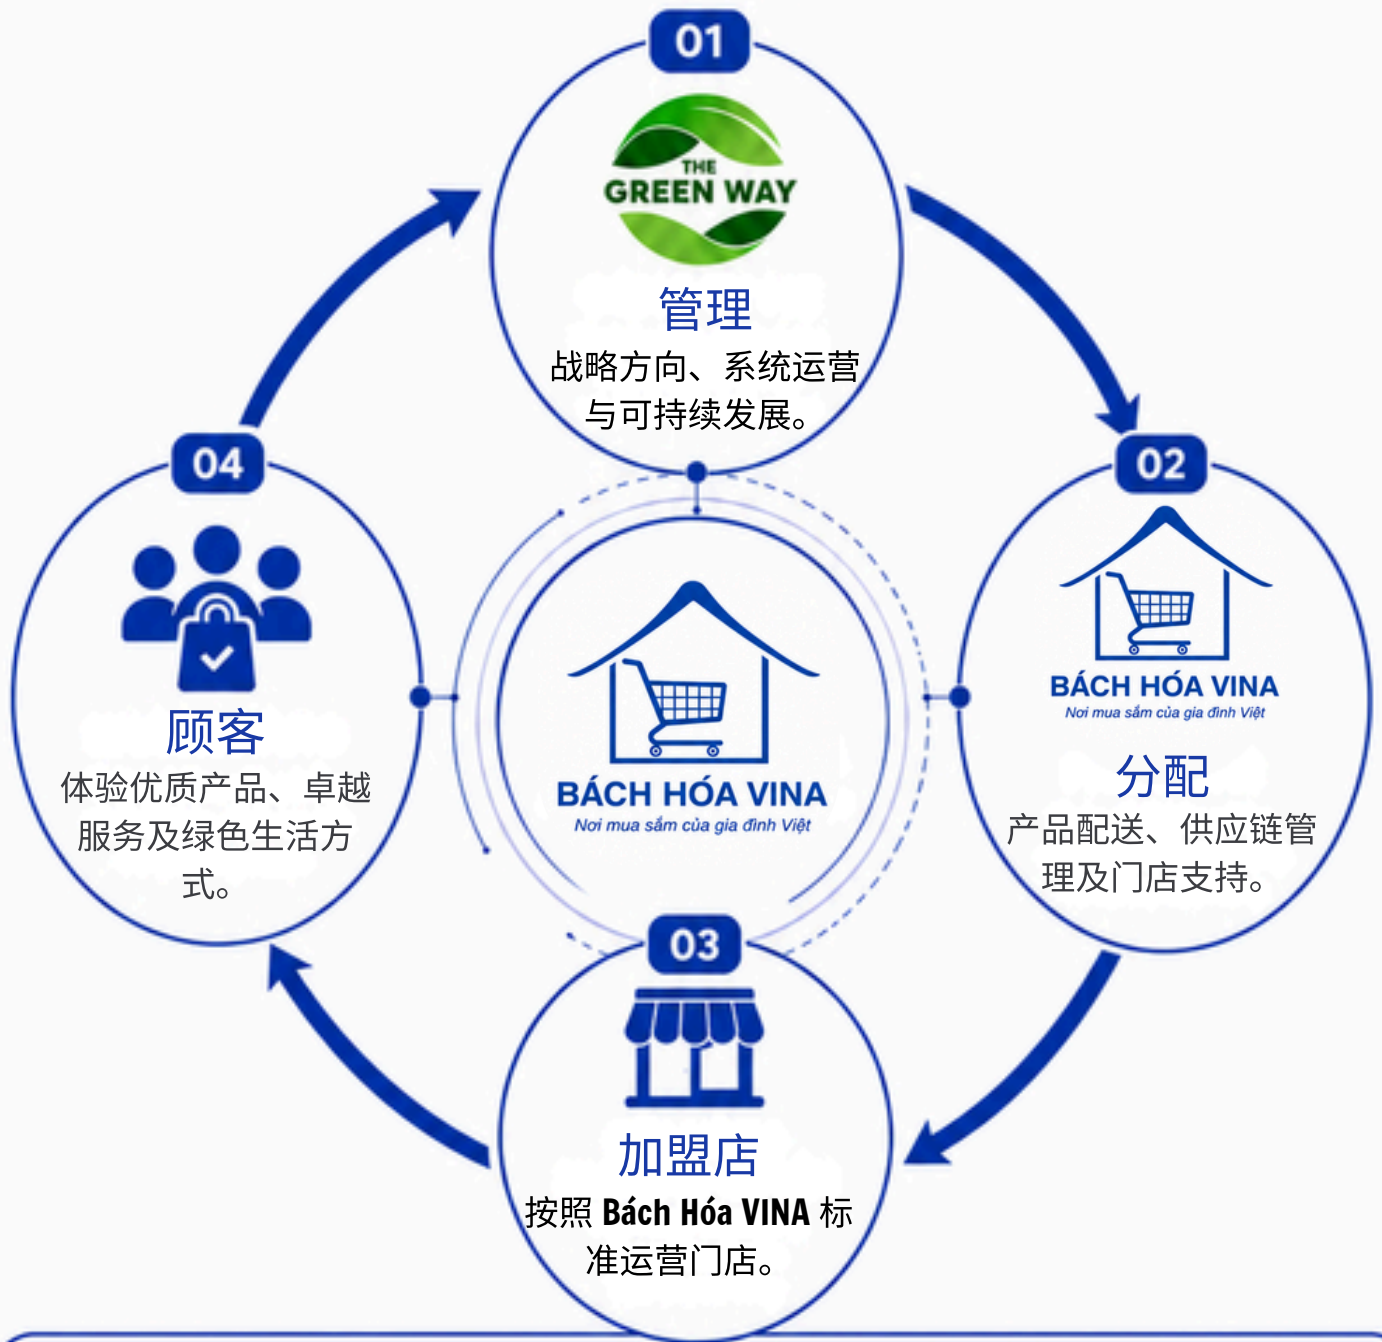 01
THE
GREEN WAY
管理
战略方向、系统运营
与可持续发展。
02
BÁCH HÓA VINA
Nơi mua sắm của gia đình Việt
分配
产品配送、供应链管
理及门店支持。
03
加盟店
按照 Bách Hóa VINA 标
准运营门店。
04
顾客
体验优质产品、卓越
服务及绿色生活方
式。
BÁCH HÓA VINA
Nơi mua sắm của gia đình Việt